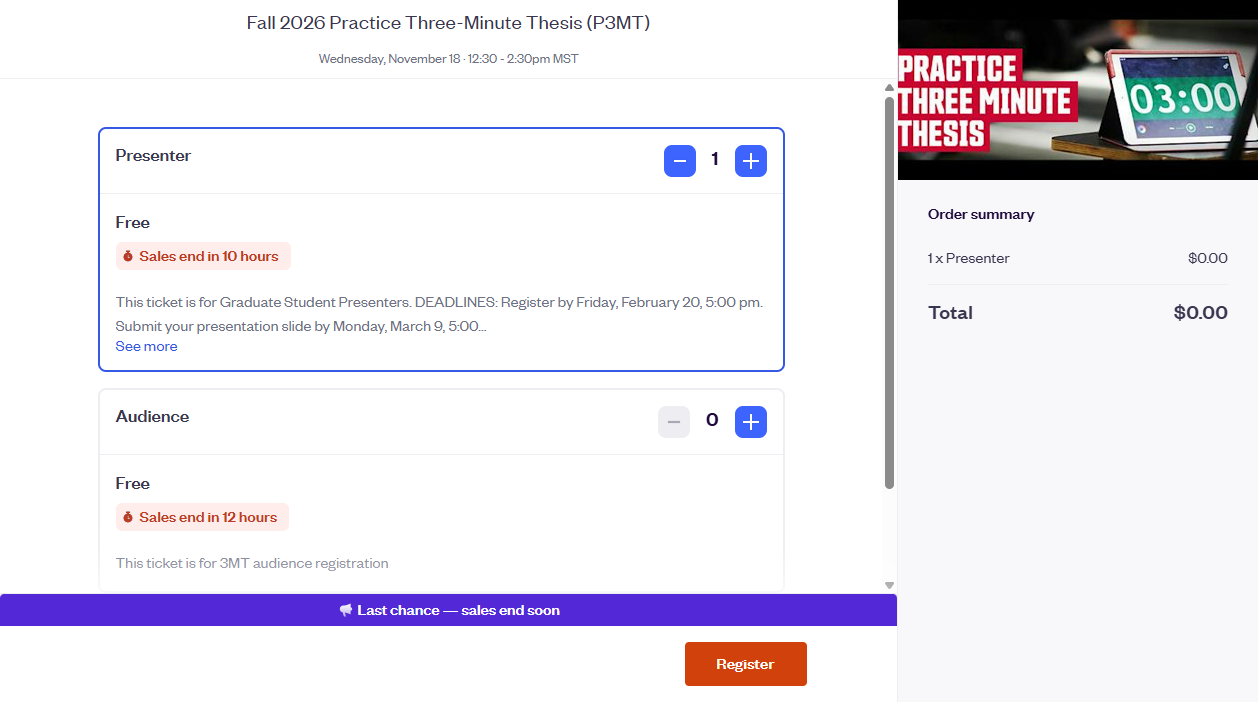 Fall 2026 Practice Three-Minute Thesis (P3MT)
Wednesday, November 18 · 12:30 - 2:30pm MST
Presenter
1
Free
Sales end in 10 hours
This ticket is for Graduate Student Presenters. DEADLINES: Register by Friday, February 20, 5:00 pm.
Submit your presentation slide by Monday, March 9, 5:00...
See more
Audience
0
Free
Sales end in 12 hours
This ticket is for 3MT audience registration
Last chance — sales end soon
Register
PRACTICE
THREE MINUTE
THESIS
03:00
Order summary
1 x Presenter $0.00
Total $0.00